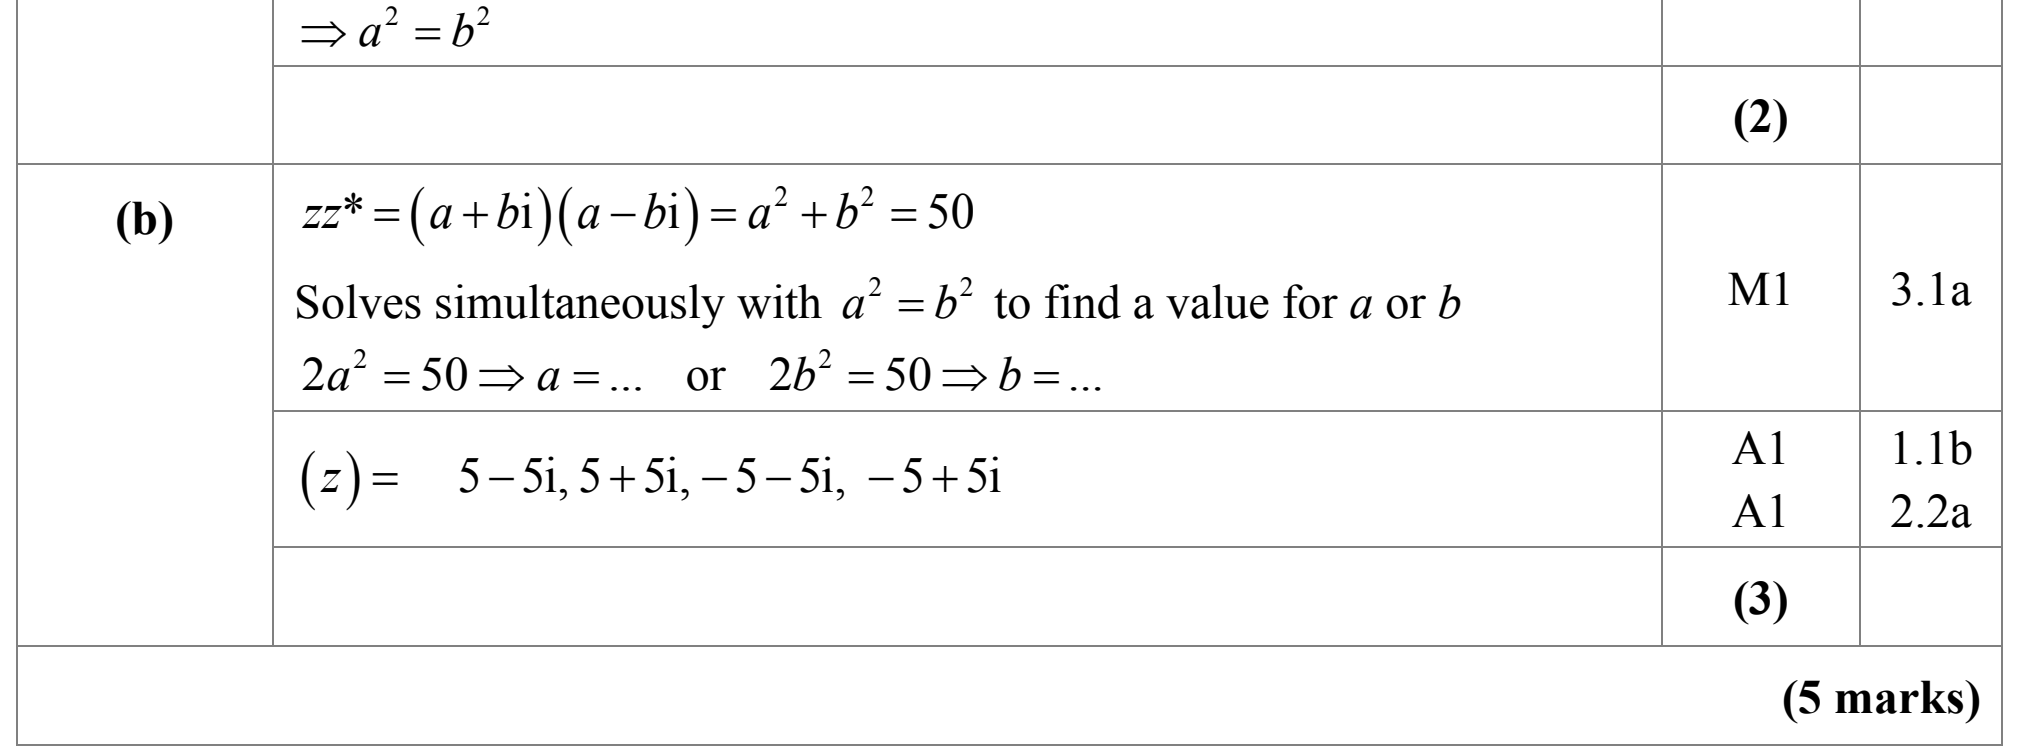 ⇒ a² = b²
(2)
(b)
zz* = (a + bi)(a − bi) = a² + b² = 50
Solves simultaneously with a² = b² to find a value for a or b
M1 3.1a
2a² = 50 ⇒ a = ... or 2b² = 50 ⇒ b = ...
(z) = 5 − 5i, 5 + 5i, − 5 − 5i, − 5 + 5i
A1 1.1b
A1 2.2a
(3)
(5 marks)